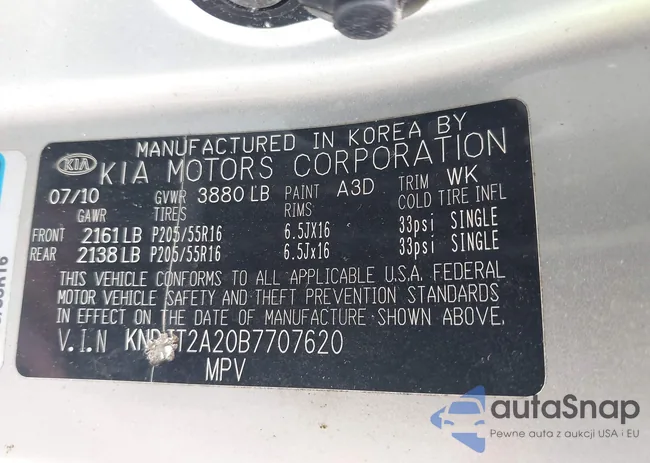 MANUFACTURED IN KOREA BY
KIA KIA MOTORS CORPORATION
07/10 GVWR 3880 LB PAINT A3D TRIM WK
GAWR TIRES RIMS COLD TIRE INFL
FRONT 2161 LB P205/55R16 6.5JX16 33psi SINGLE
REAR 2138 LB P205/55R16 6.5Jx16 33psi SINGLE
THIS VEHICLE CONFORMS TO ALL APPLICABLE U.S.A. FEDERAL
MOTOR VEHICLE SAFETY AND THEFT PREVENTION STANDARDS
IN EFFECT ON THE DATE OF MANUFACTURE SHOWN ABOVE.
V.I.N
MPV
autaSnap
Pewne auta z aukcji USA i EU